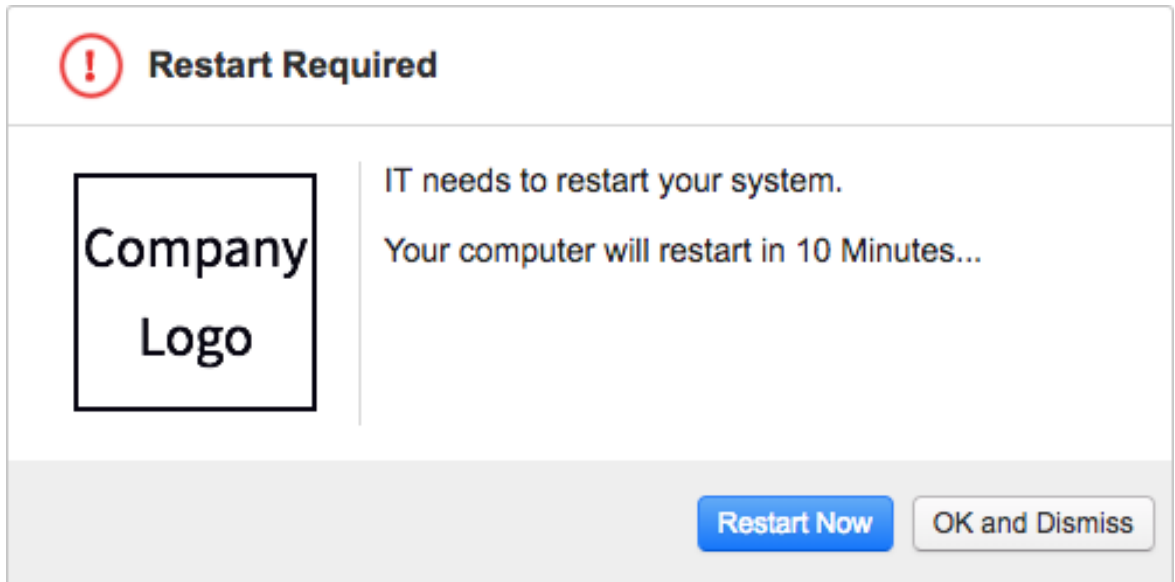 Restart Required
Company
Logo
IT needs to restart your system.
Your computer will restart in 10 Minutes...
Restart Now
OK and Dismiss